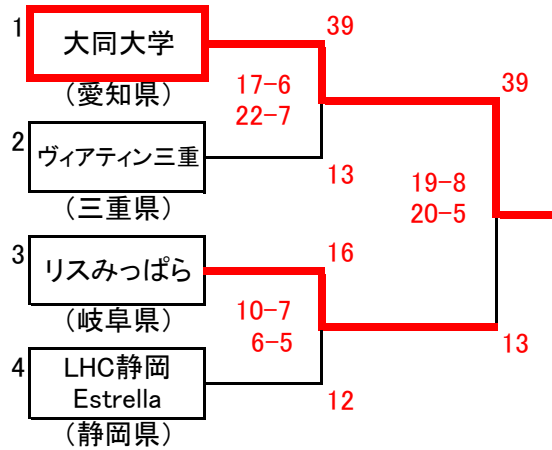 1
大同大学
(愛知県)
39
17-6
22-7
39
2
ヴィアティン三重
(三重県)
13
19-8
20-5
3
リスみっぱら
(岐阜県)
16
10-7
6-5
13
4
LHC静岡
Estrella
(静岡県)
12